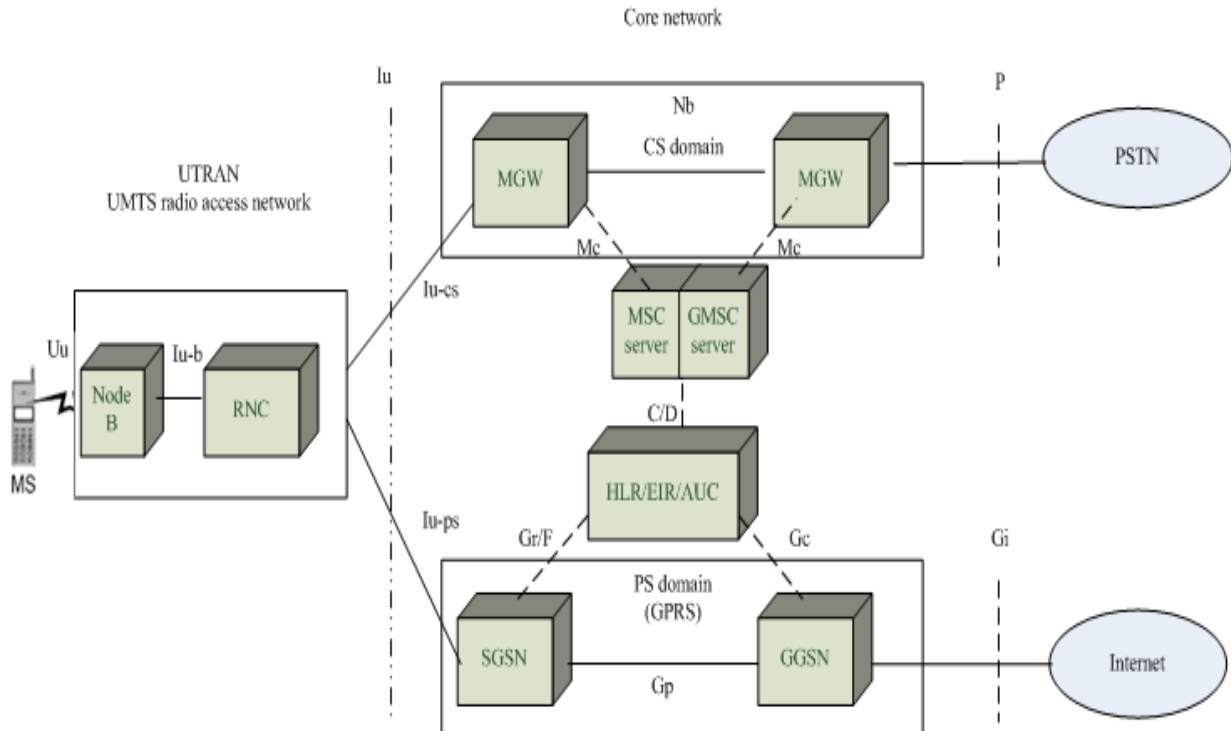 Core network
Iu
P
Nb
CS domain
MGW
MGW
PSTN
UTRAN
UMTS radio access network
Mc
Mc
Iu-cs
MSC
server
GMSC
server
Uu
Iu-b
Node
B
RNC
MS
C/D
HLR/EIR/AUC
Iu-ps
Gr/F
Gc
Gi
PS domain
(GPRS)
SGSN
GGSN
Gp
Internet